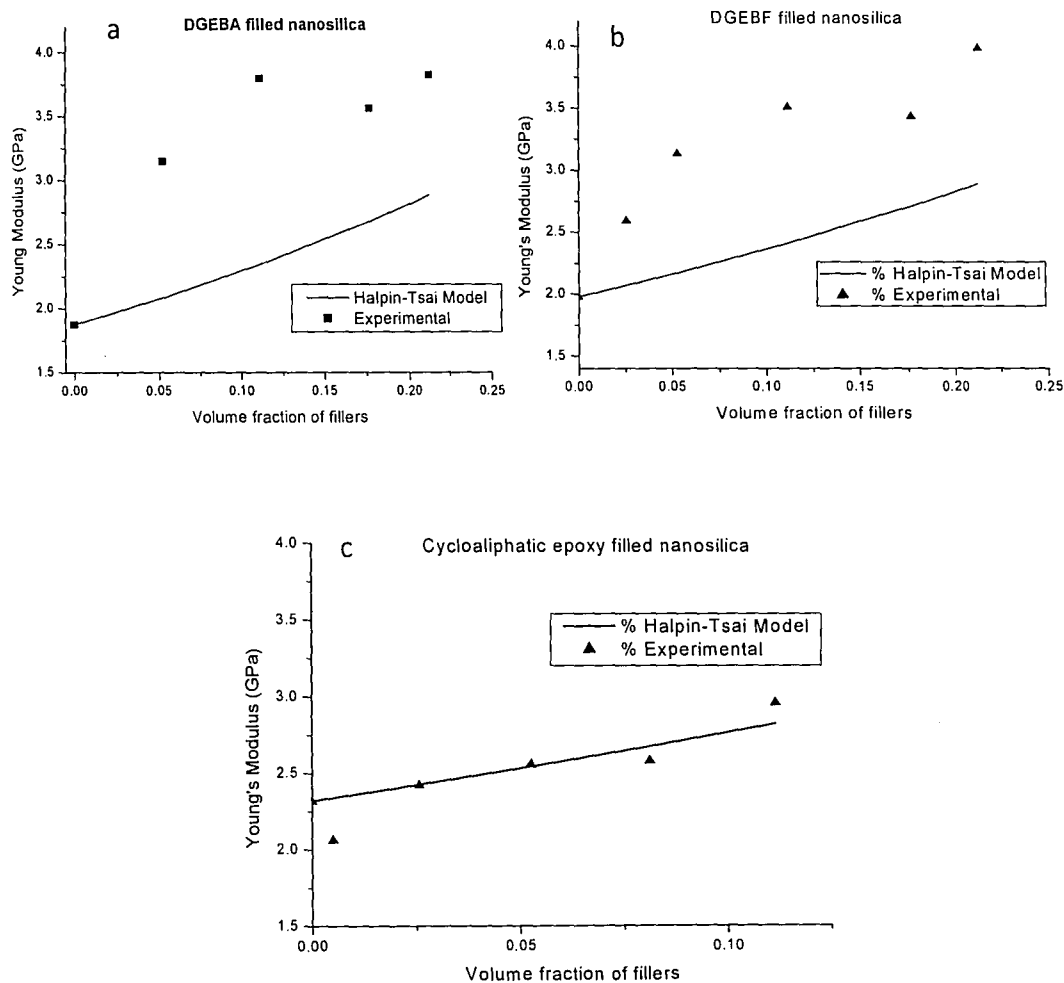 a
DGEBA filled nanosilica
4.0
3.5
3.0
2.5
2.0
1.5
Young Modulus (GPa)
Halpin-Tsai Model
Experimental
0.00
0.05
0.10
0.15
0.20
0.25
Volume fraction of fillers
b
DGEBF filled nanosilica
4.0
3.5
3.0
2.5
2.0
1.5
Young's Modulus (GPa)
% Halpin-Tsai Model
% Experimental
0.00
0.05
0.10
0.15
0.20
0.25
Volume fraction of fillers
c
Cycloaliphatic epoxy filled nanosilica
4.0
3.5
3.0
2.5
2.0
1.5
Young's Modulus (GPa)
% Halpin-Tsai Model
% Experimental
0.00
0.05
0.10
Volume fraction of fillers